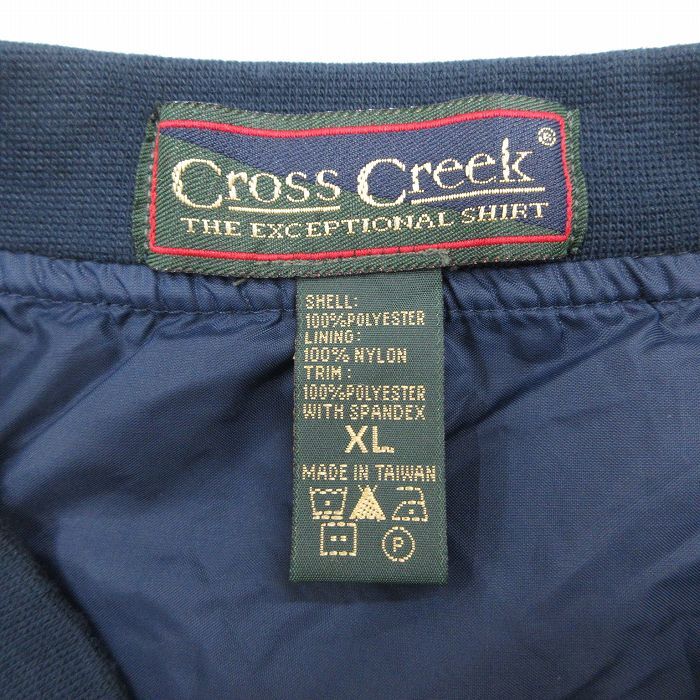 Cross Creek®
THE EXCEPTIONAL SHIRT
SHELL:
100%POLYESTER
LINING:
100% NYLON
TRIM:
100%POLYESTER
WITH SPANDEX
XL
MADE IN TAIWAN
P